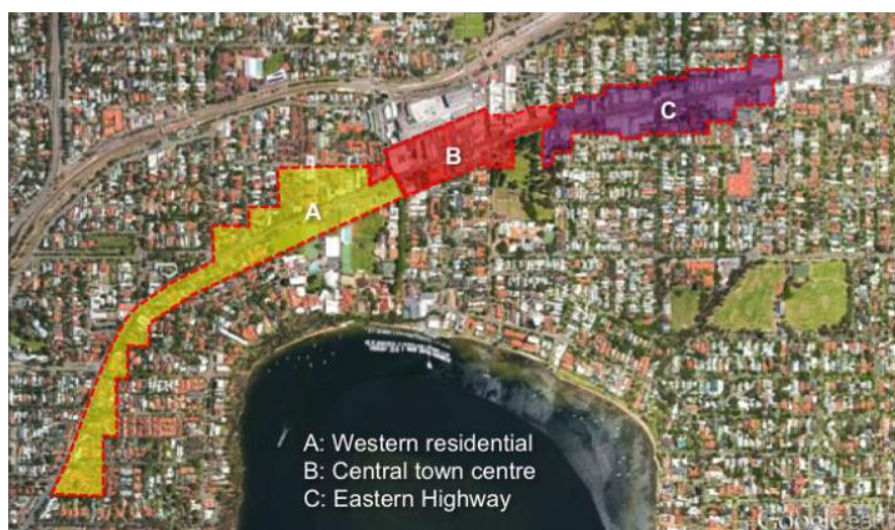 C
B
A
A: Western residential
B: Central town centre
C: Eastern Highway